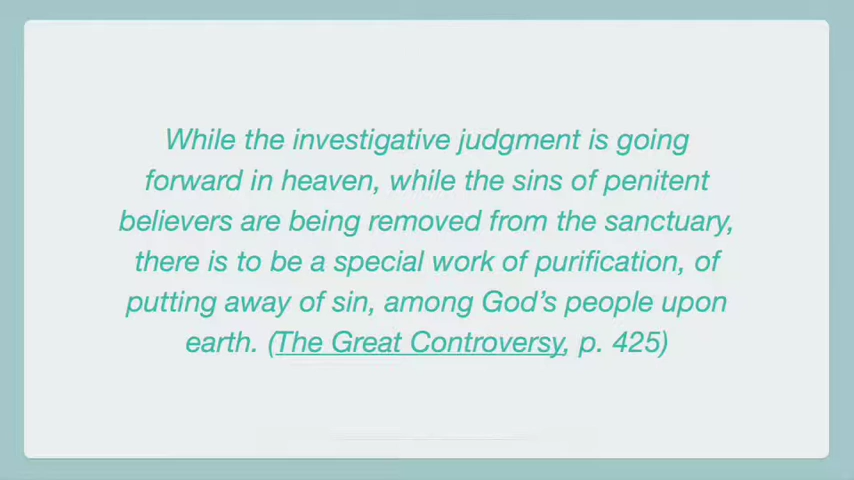 While the investigative judgment is going
forward in heaven, while the sins of penitent
believers are being removed from the sanctuary,
there is to be a special work of purification, of
putting away of sin, among God’s people upon
earth. (The Great Controversy, p. 425)